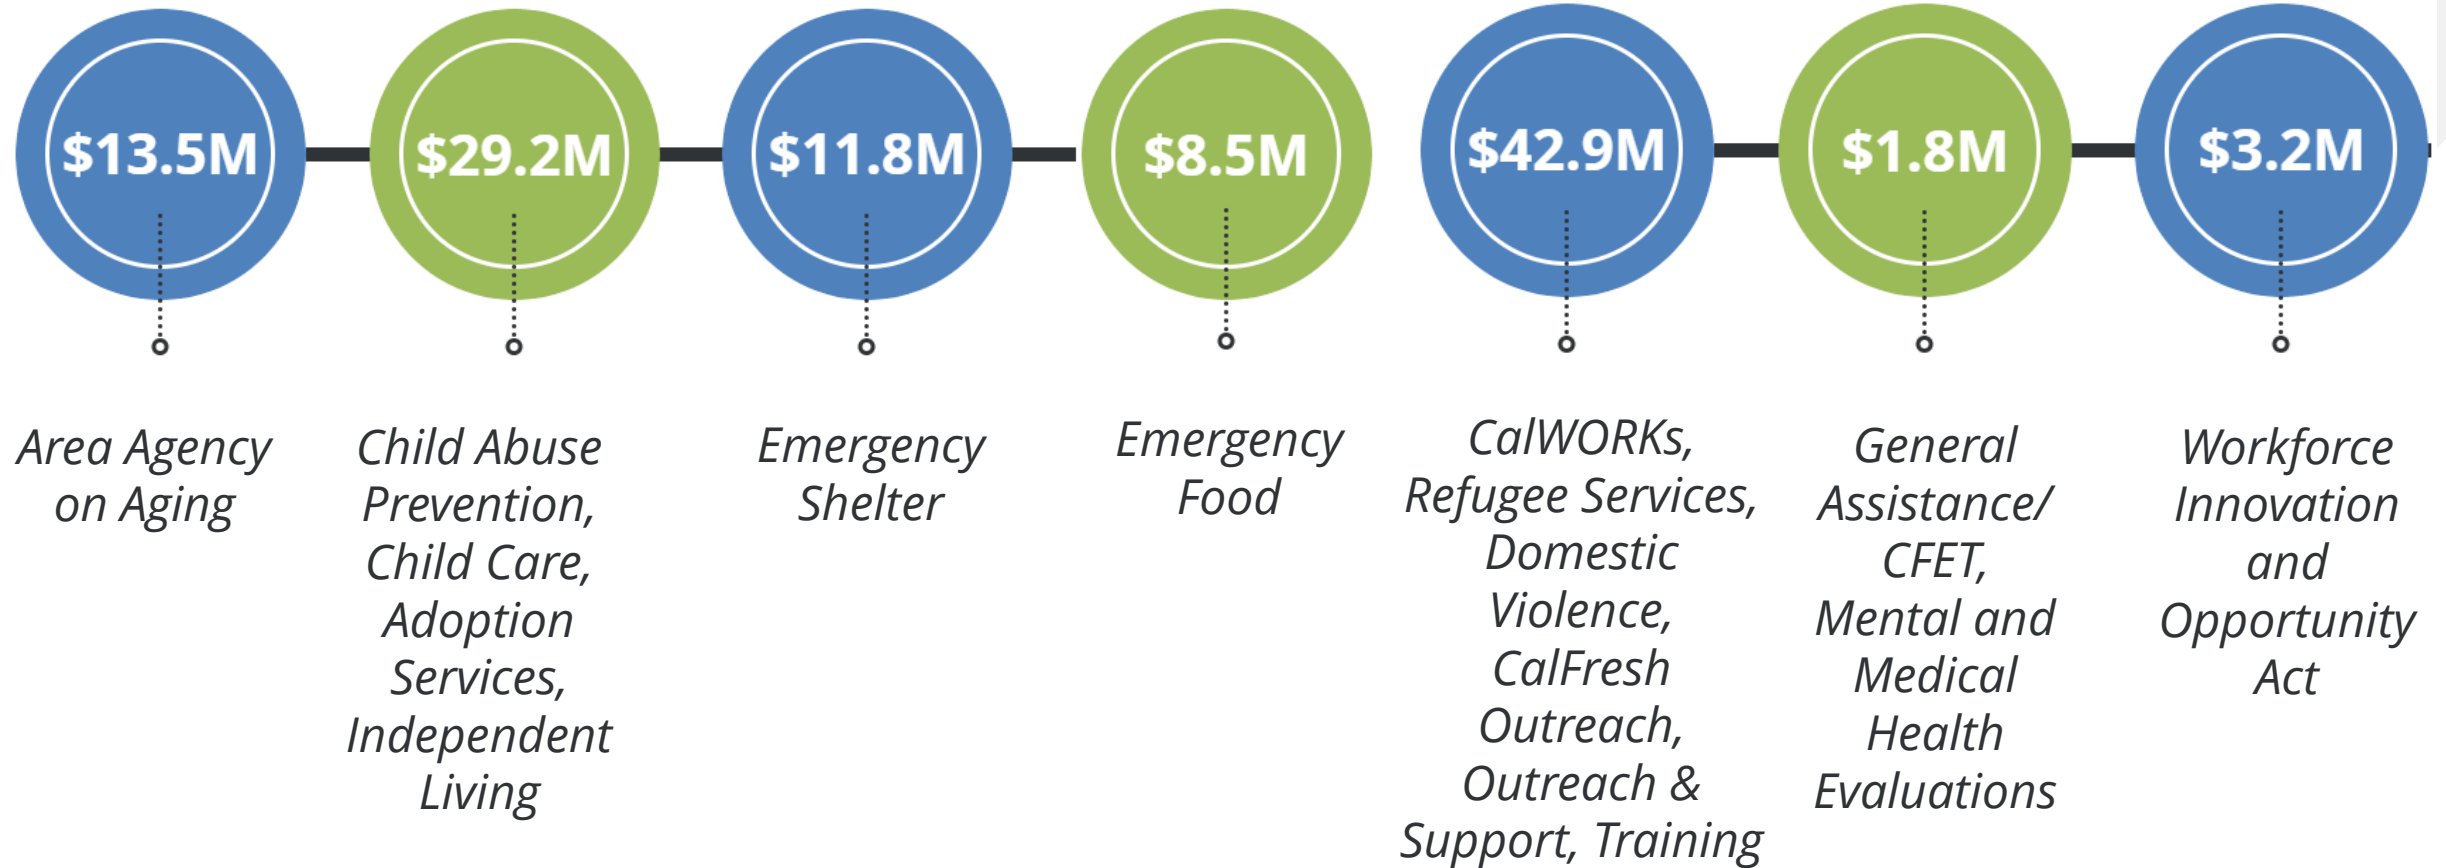 $13.5M
Area Agency
on Aging
$29.2M
Child Abuse
Prevention,
Child Care,
Adoption
Services,
Independent
Living
$11.8M
Emergency
Shelter
$8.5M
Emergency
Food
$42.9M
CalWORKs,
Refugee Services,
Domestic
Violence,
CalFresh
Outreach,
Outreach &
Support, Training
$1.8M
General
Assistance/
CFET,
Mental and
Medical
Health
Evaluations
$3.2M
Workforce
Innovation
and
Opportunity
Act